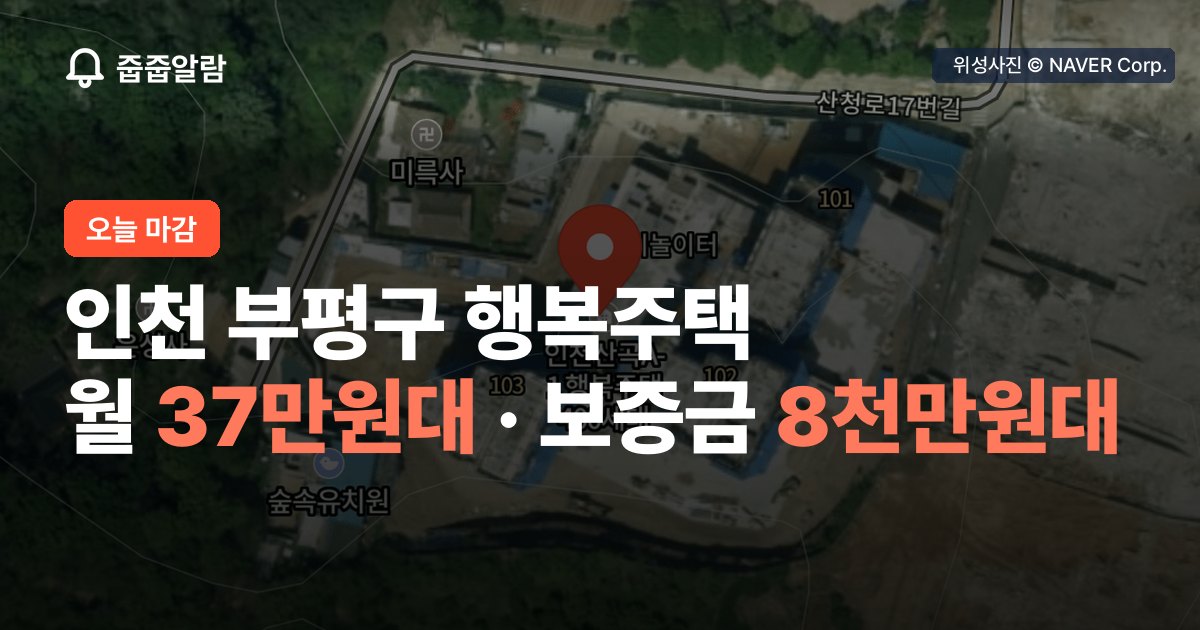 줍줍알람
위성사진 © NAVER Corp.
산청로17번길
미륵사
101
놀이터
오늘 마감
인천 부평구 행복주택
103
102
월 37만원대 · 보증금 8천만원대
숲속유치원